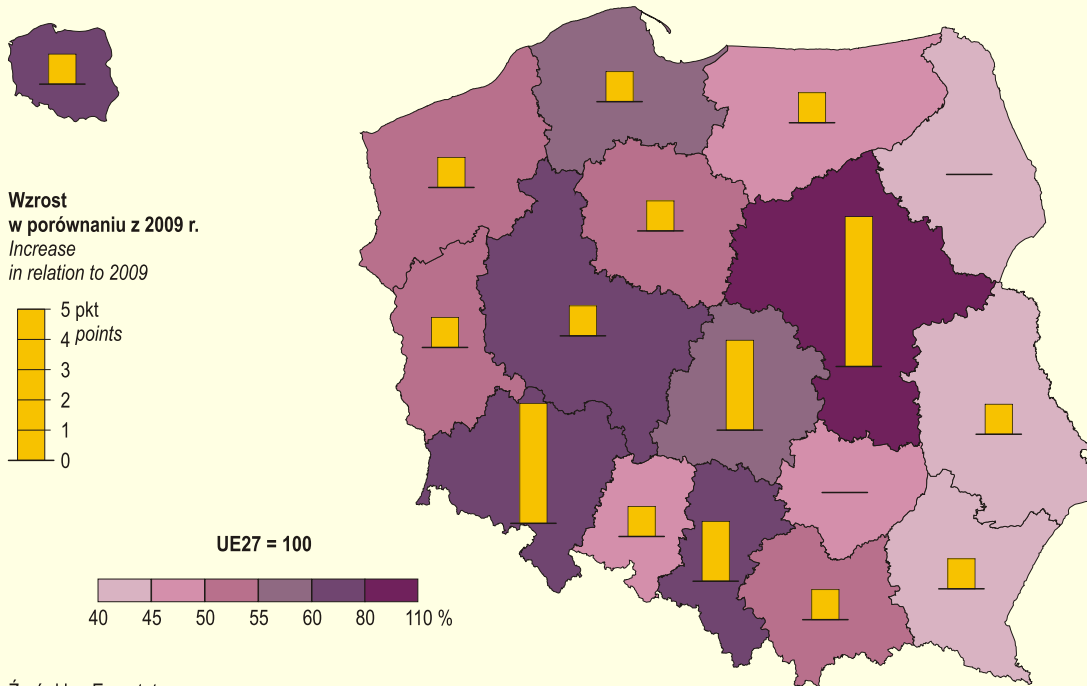 Wzrost
w porównaniu z 2009 r.
Increase
in relation to 2009
5 pkt
points
4
3
2
1
0
UE27 = 100
40 45 50 55 60 80 110 %